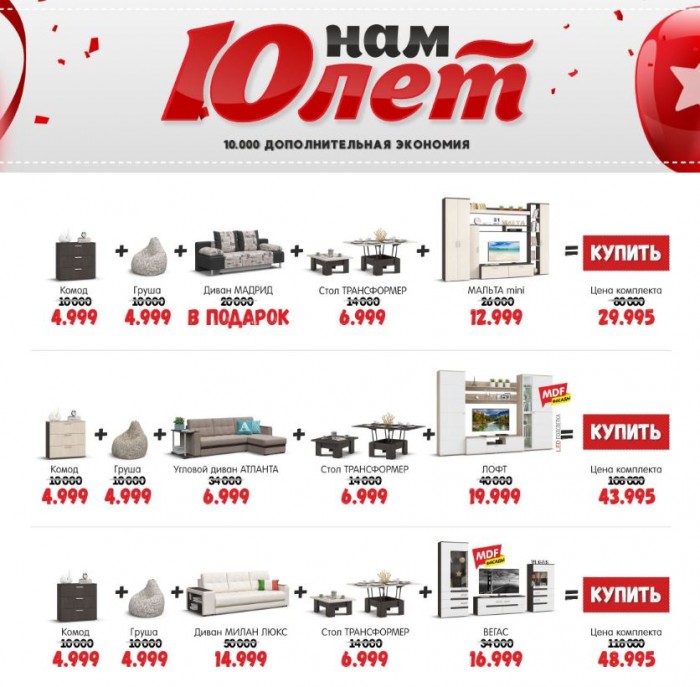 нам
10 лет
10.000 ДОПОЛНИТЕЛЬНАЯ ЭКОНОМИЯ
МАЛЬТА
+ + + + = КУПИТЬ
Комод Груша Диван МАДРИД Стол ТРАНСФОРМЕР МАЛЬТА mini Цена комплекта
10 000 10 000 20 000 14 000 26 000 80 000
4.999 4.999 В ПОДАРОК 6.999 12.999 29.995
MDF
ФАСАДЫ
+ + + + = КУПИТЬ
Комод Груша Угловой диван АТЛАНТА Стол ТРАНСФОРМЕР ЛОФТ Цена комплекта
10 000 10 000 34 000 14 000 40 000 108 000
4.999 4.999 6.999 6.999 19.999 43.995
MDF
ФАСАДЫ
+ + + + = КУПИТЬ
Комод Груша Диван МИЛАН ЛЮКС Стол ТРАНСФОРМЕР ВЕГАС Цена комплекта
10 000 10 000 50 000 14 000 34 000 118 000
4.999 4.999 14.999 6.999 16.999 48.995